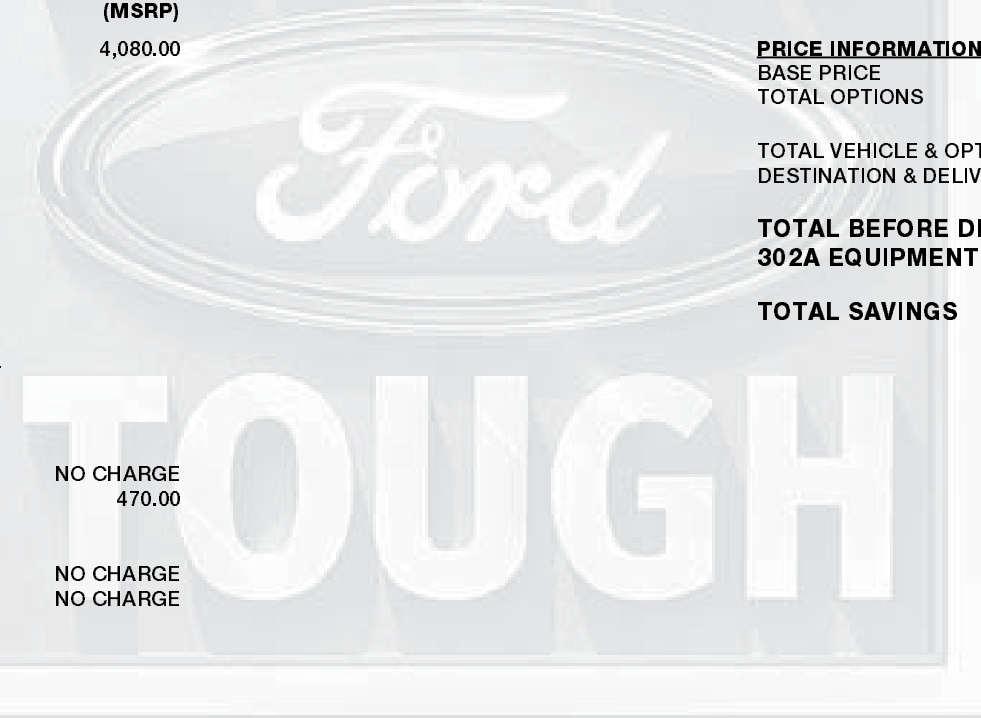 (MSRP)
4,080.00
NO CHARGE
470.00
NO CHARGE
NO CHARGE
Ford
TOUGH
PRICE INFORMATION
BASE PRICE
TOTAL OPTIONS
TOTAL VEHICLE & OPT
DESTINATION & DELIV
TOTAL BEFORE DI
302A EQUIPMENT
TOTAL SAVINGS